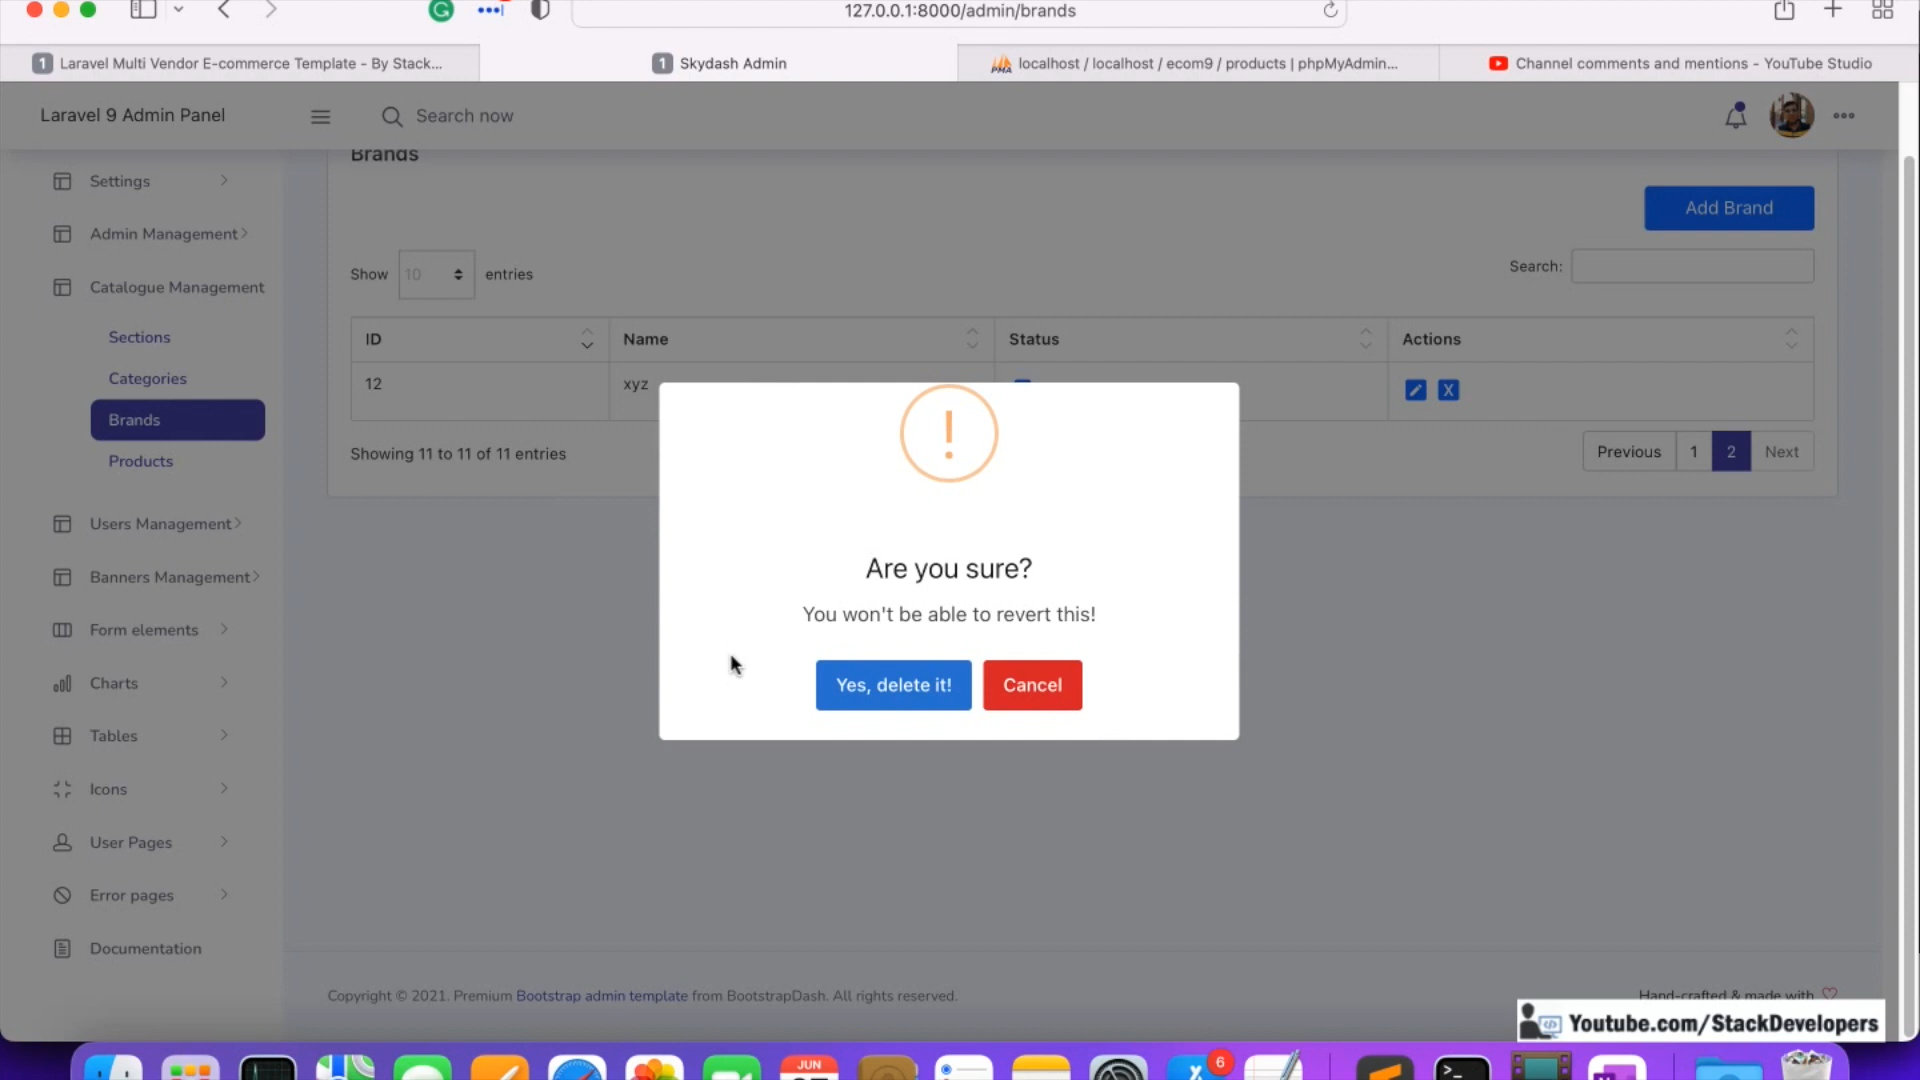 127.0.0.1:8000/admin/brands
1 Laravel Multi Vendor E-commerce Template - By Stack...
1 Skydash Admin
PMA localhost / localhost / ecom9 / products | phpMyAdmin...
Channel comments and mentions - YouTube Studio
Laravel 9 Admin Panel
Search now
Brands
Settings
Add Brand
Admin Management
Show 10 entries
Search:
Catalogue Management
Sections
ID Name Status Actions
Categories
12 xyz
X
Brands
Showing 11 to 11 of 11 entries
Previous 1 2 Next
Products
!
Users Management
Are you sure?
Banners Management
You won't be able to revert this!
Form elements
Yes, delete it! Cancel
Charts
Tables
Icons
User Pages
Error pages
Documentation
Copyright © 2021. Premium Bootstrap admin template from BootstrapDash. All rights reserved.
Hand-crafted & made with
Youtube.com/StackDevelopers
JUN
6